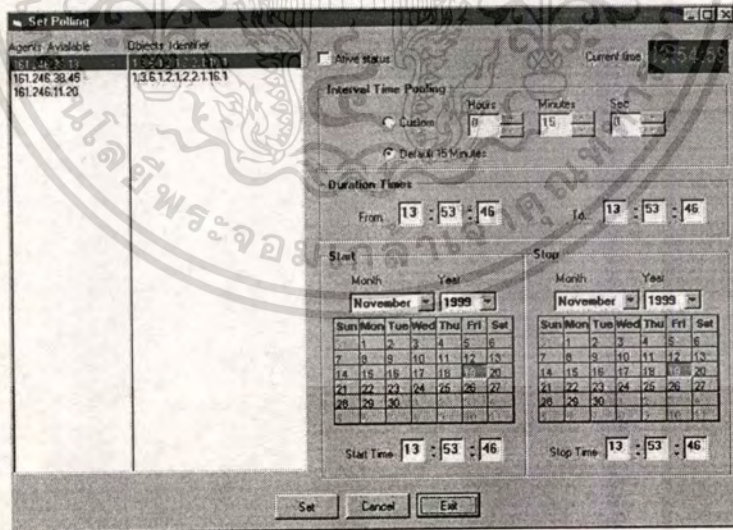 Set Polling
Agents Avialable
Objects Identifier
161.246.38.46
1.3.6.1.2.1.2.2.1.16.1
161.246.11.20
Ative status
Current time
Interval Time Pooling
Hours
Minutes
Sec
Custom
0
15
0
Default 15 Minutes
Duration Times
From
13 : 53 : 46
To
13 : 53 : 46
Start
Month
Year
November
1999
Sun Mon Tue Wed Thu Fri Sat
1 2 3 4 5 6
7 8 9 10 11 12 13
14 15 16 17 18 19 20
21 22 23 24 25 26 27
28 29 30
Start Time 13 : 53 : 46
Stop
Month
Year
November
1999
Sun Mon Tue Wed Thu Fri Sat
1 2 3 4 5 6
7 8 9 10 11 12 13
14 15 16 17 18 19 20
21 22 23 24 25 26 27
28 29 30
Stop Time 13 : 53 : 46
Set
Cancel
Exit